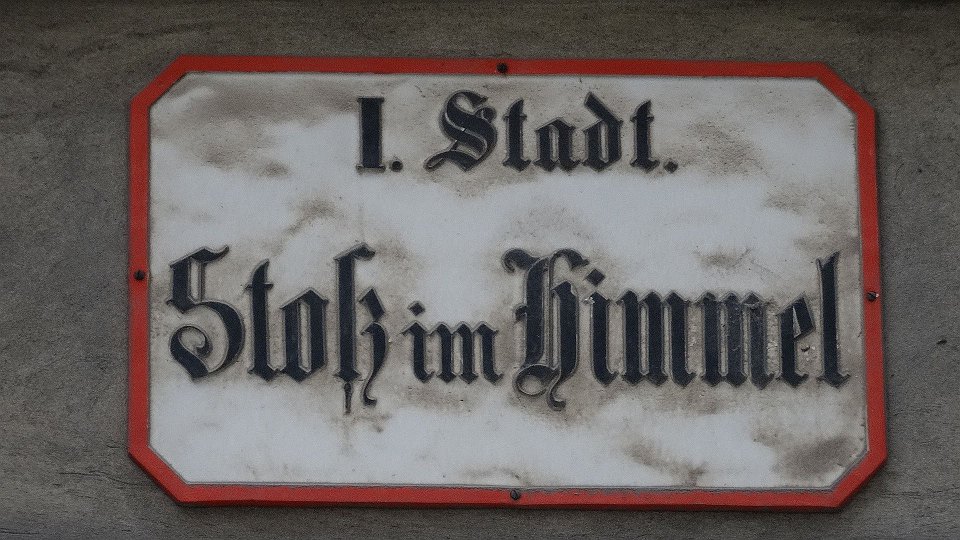 I. Stadt.
Stoß im Himmel